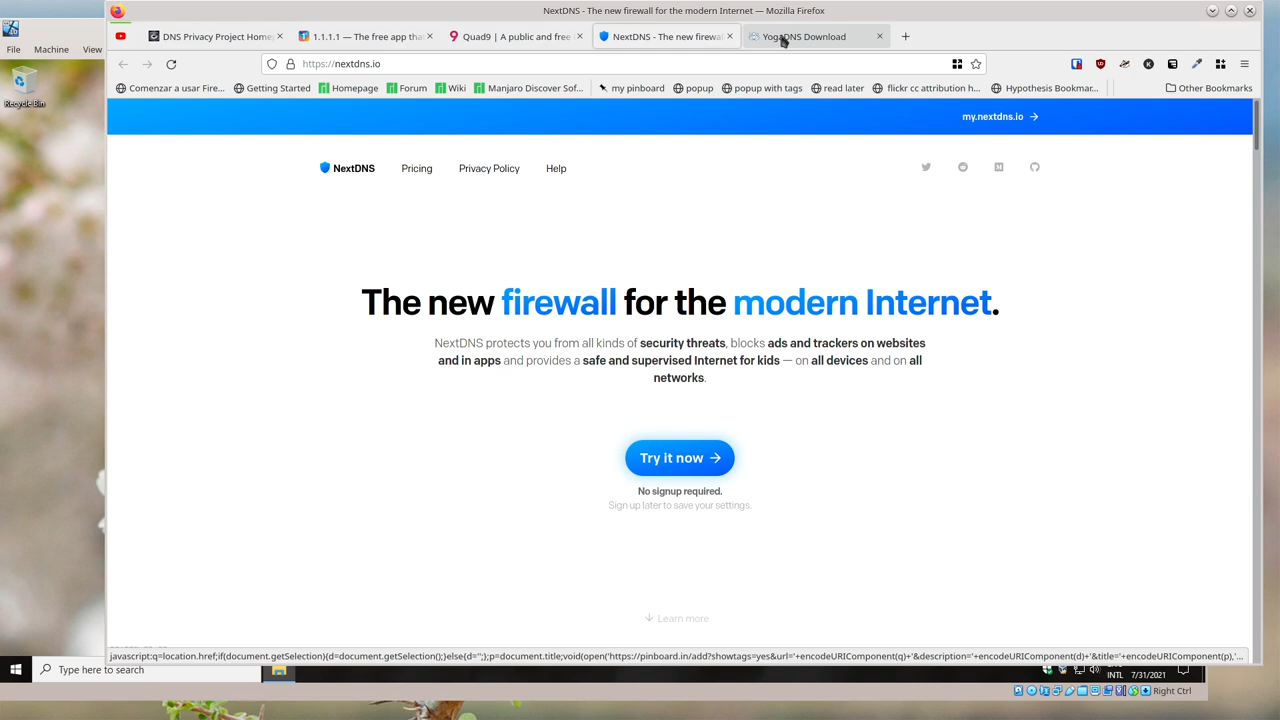 NextDNS - The new firewall for the modern Internet — Mozilla Firefox
DNS Privacy Project Home
1.1.1.1 — The free app that
Quad9 | A public and free
NextDNS - The new firewa
YogaDNS Download
File
Machine
View
https://nextdns.io
Comenzar a usar Fire...
Getting Started
Homepage
Forum
Wiki
Manjaro Discover Sof...
my pinboard
popup
popup with tags
read later
flickr cc attribution h...
Hypothesis Bookmar...
Other Bookmarks
Recycle Bin
my.nextdns.io →
NextDNS
Pricing
Privacy Policy
Help
The new firewall for the modern Internet.
NextDNS protects you from all kinds of security threats, blocks ads and trackers on websites
and in apps and provides a safe and supervised Internet for kids — on all devices and on all
networks.
Try it now →
No signup required.
Sign up later to save your settings.
Learn more
javascript:q=location.href;if(document.getSelection){d=document.getSelection();}else{d='';};p=document.title;void(open('https://pinboard.in/add?showtags=yes&url='+encodeURIComponent(q)+'&description='+encodeURIComponent(d)+'&title='+encodeURIComponent(p),'...
Type here to search
INTL
7/31/2021
Right Ctrl